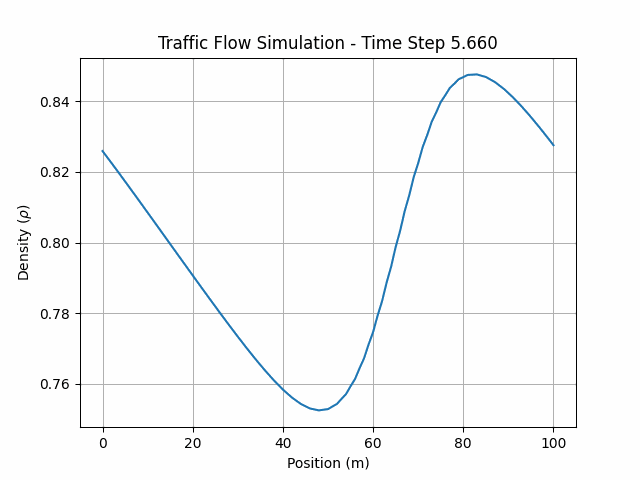 Traffic Flow Simulation - Time Step 5.660
Density (ρ)
0.84
0.82
0.80
0.78
0.76
0 20 40 60 80 100
Position (m)